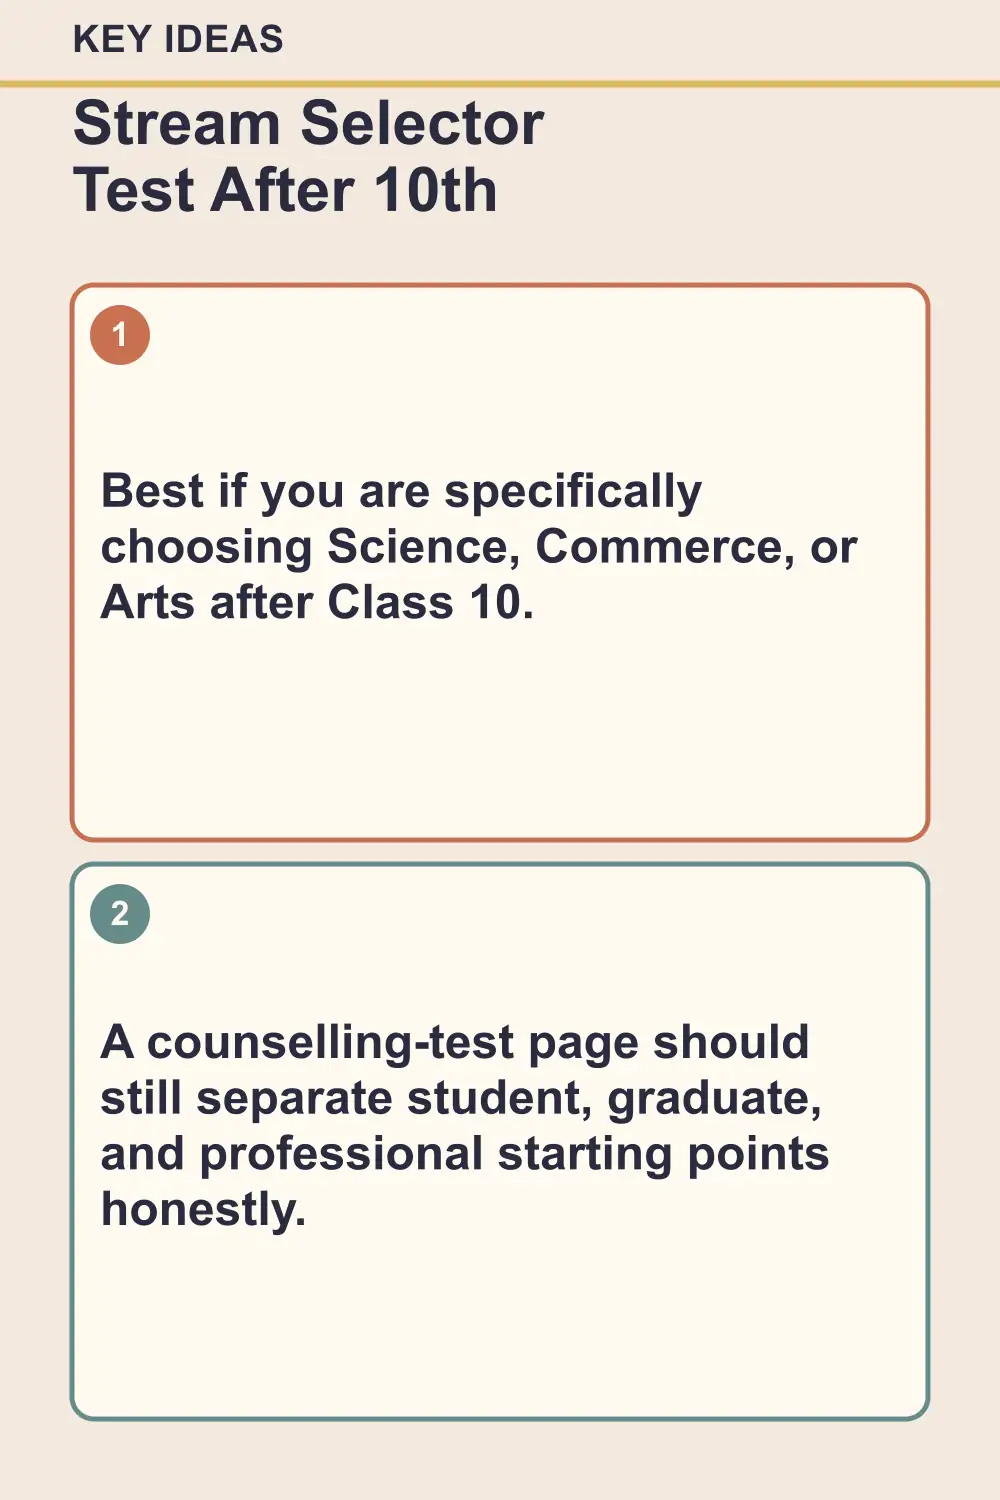 KEY IDEAS
Stream Selector
Test After 10th
1
Best if you are specifically
choosing Science, Commerce, or
Arts after Class 10.
2
A counselling-test page should
still separate student, graduate,
and professional starting points
honestly.